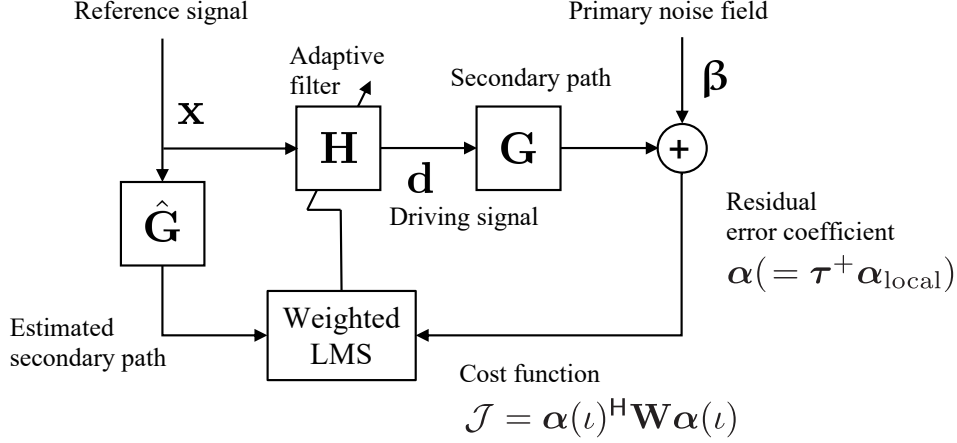 Reference signal
Primary noise field
Adaptive
filter
Secondary path
𝛃
x
H
G
+
d
Driving signal
Ĝ
Residual
error coefficient
𝜶(= 𝝉⁺𝜶_local)
Estimated
secondary path
Weighted
LMS
Cost function
𝒥 = 𝜶(ι)^H 𝐖𝜶(ι)